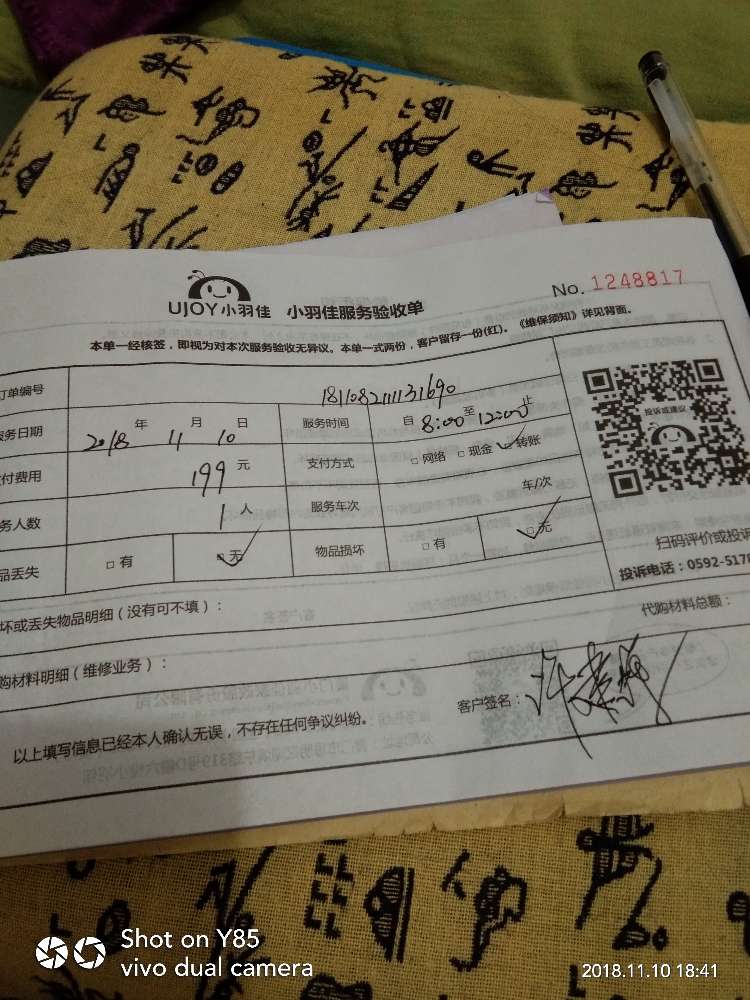 UJOY小羽佳 小羽佳服务验收单
No. 1248817
本单一经核签，即视为对本次服务验收无异议。本单一式两份，客户留存一份(红)。《维保须知》详见背面。
订单编号 181108211131690
服务日期 2018 年 11 月 10 日 服务时间 自 8:00 至 12:00 止
付费用 199 元 支付方式 □ 网络 □ 现金 ✓ 转账
务人数 1 人 服务车次 车/次
品丢失 □ 有 ☑ 无 物品损坏 □ 有 ☑ 无
投诉或建议
扫码评价或投诉
投诉电话：0592-517
坏或丢失物品明细（没有可不填）：
购材料明细（维修业务）： 代购材料总额：
以上填写信息已经本人确认无误，不存在任何争议纠纷。 客户签名：
Shot on Y85
vivo dual camera
2018.11.10 18:41